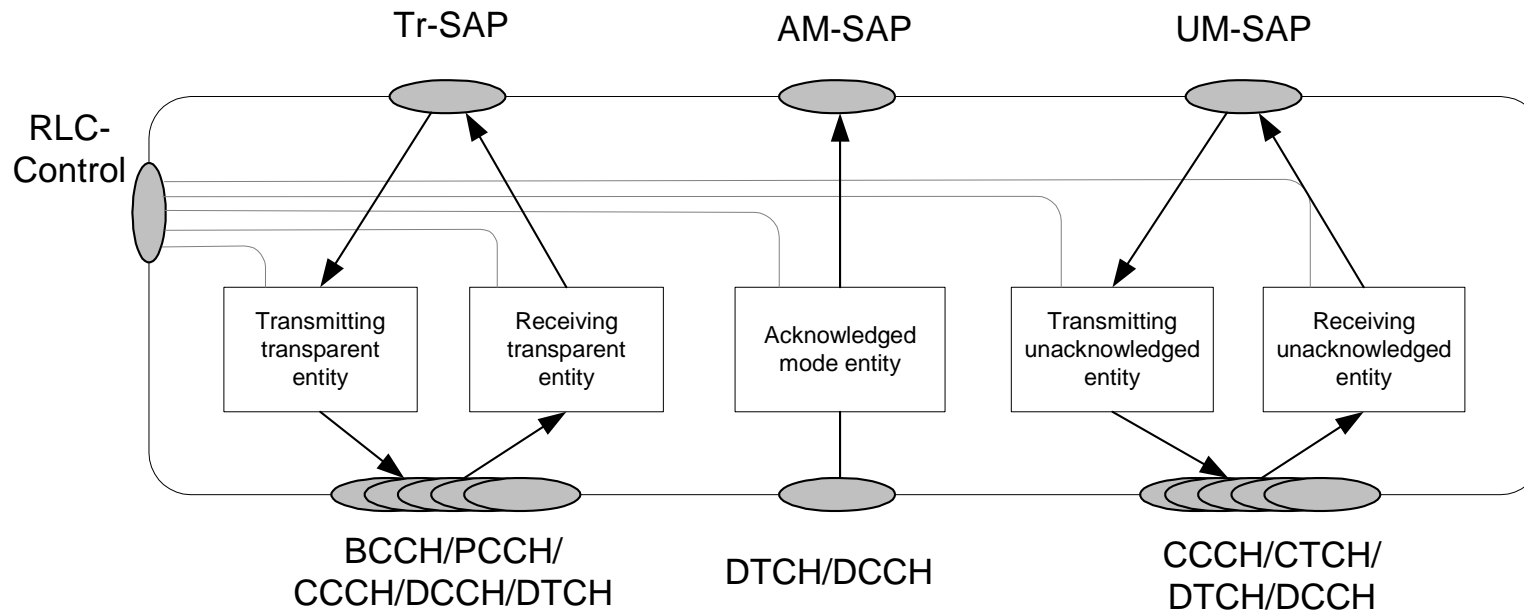 Tr-SAP
AM-SAP
UM-SAP
RLC-
Control
Transmitting
transparent
entity
Receiving
transparent
entity
Acknowledged
mode entity
Transmitting
unacknowledged
entity
Receiving
unacknowledged
entity
BCCH/PCCH/
CCCH/DCCH/DTCH
DTCH/DCCH
CCCH/CTCH/
DTCH/DCCH